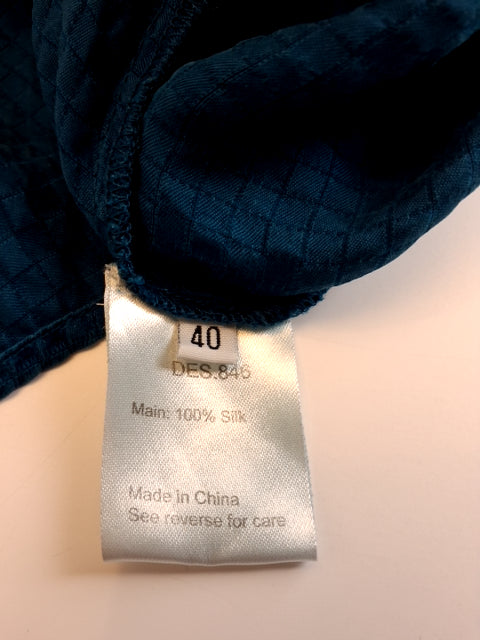 40
DES.846
Main: 100% Silk
Made in China
See reverse for care